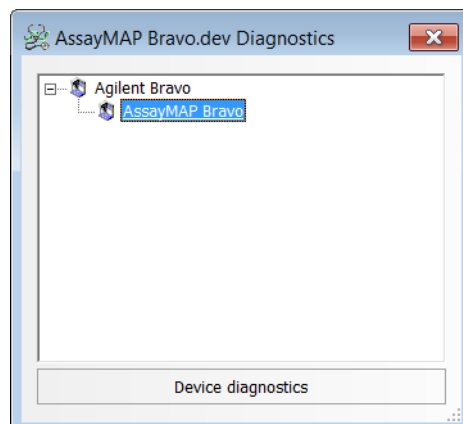 AssayMAP Bravo.dev Diagnostics
Agilent Bravo
AssayMAP Bravo
Device diagnostics